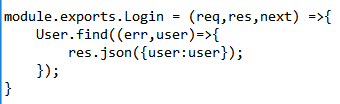 module.exports.Login = (req,res,next) =>{
    User.find((err,user)=>{
        res.json({user:user});
    });
}